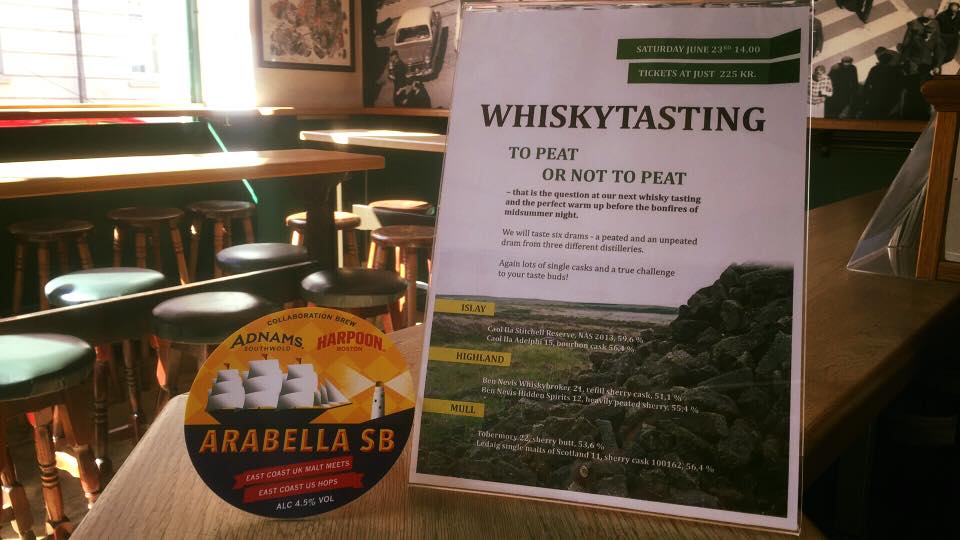 SATURDAY JUNE 23RD 14.00
TICKETS AT JUST 225 KR.
WHISKYTASTING
TO PEAT
OR NOT TO PEAT
– that is the question at our next whisky tasting
and the perfect warm up before the bonfires of
midsummer night.
We will taste six drams - a peated and an unpeated
dram from three different distilleries.
Again lots of single casks and a true challenge
to your taste buds!
ISLAY
Caol Ila Stitchell Reserve, NAS 2013, 59,6 %
Caol Ila Adelphi 15, bourbon cask 56,4 %
HIGHLAND
Ben Nevis Whiskybroker 24, refill sherry cask, 51,1 %
Ben Nevis Hidden Spirits 12, heavily peated sherry, 55,4 %
MULL
Tobermory 22, sherry butt, 53,6 %
Ledaig single malts of Scotland 11, sherry cask 100162, 56,4 %
COLLABORATION BREW
ADNAMS
SOUTHWOLD
HARPOON
BOSTON
ARABELLA SB
EAST COAST UK MALT MEETS
EAST COAST US HOPS
ALC 4.5% VOL